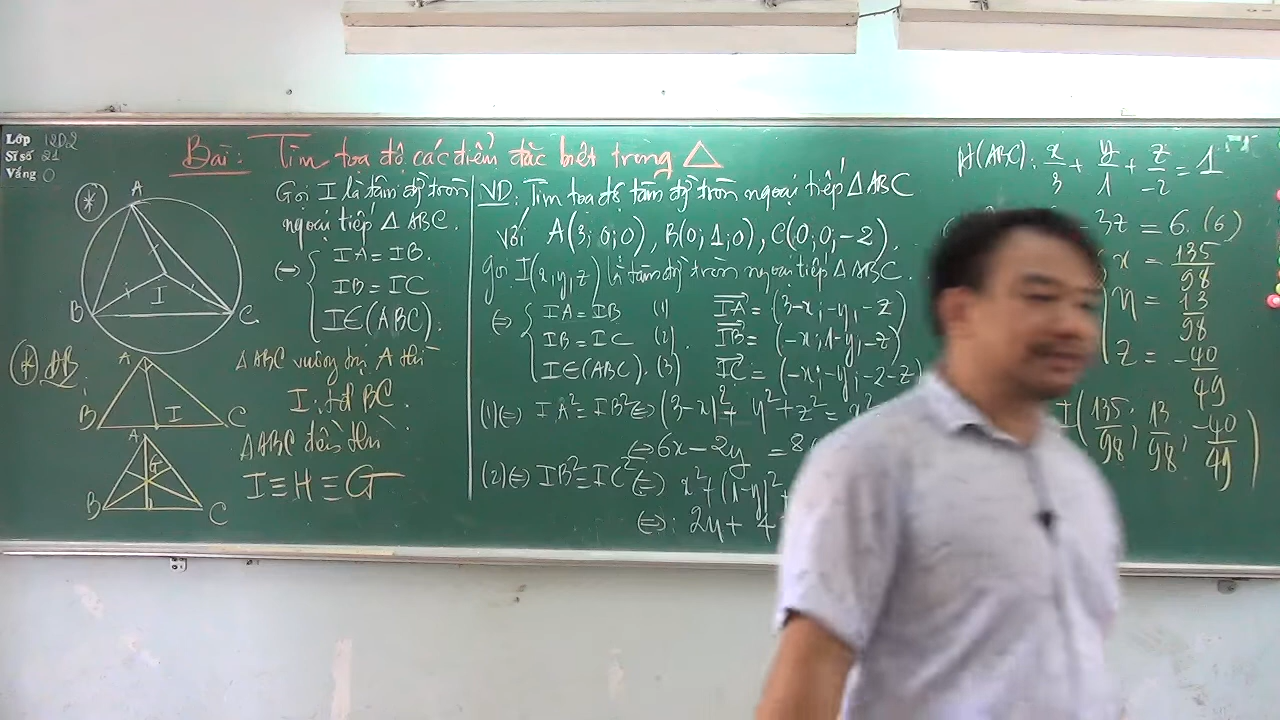 Lớp 12D2
Sĩ số 21
Vắng 0
Bài: Tìm tọa độ các điểm đặc biệt trong △
*
A
B
C
I
Gọi I là tâm đg tròn
ngoại tiếp △ ABC.
⇔ { IA = IB.
IB = IC
I ∈ (ABC).
* ĐB.
A
B
I
C
△ABC vuông tại A thì
I: tđ BC.
A
G
B
C
△ABC đều thì
I ≡ H ≡ G
VD: Tìm tọa độ tâm đg tròn ngoại tiếp △ ABC
với A(3;0;0), B(0;1;0), C(0;0;-2).
gọi I(x,y,z) là tâm đg tròn ngoại tiếp △ABC.
⇔ { IA = IB (1) IA = (3-x; -y; -z)
IB = IC (2). IB = (-x; 1-y; -z)
I ∈ (ABC). (3) IC = (-x; -y; -2-z)
(1) ⇔ IA² = IB² ⇔ (3-x)² + y² + z² = x²
⇔ 6x - 2y = 8
(2) ⇔ IB² = IC² ⇔ x² + (1-y)² +
⇔: 2y + 4
(ABC): x/3 + y/1 + z/-2 = 1
- 3z = 6. (6)
x = 135/98
y = 13/98
z = -40/49
I(135/98; 13/98; -40/49)